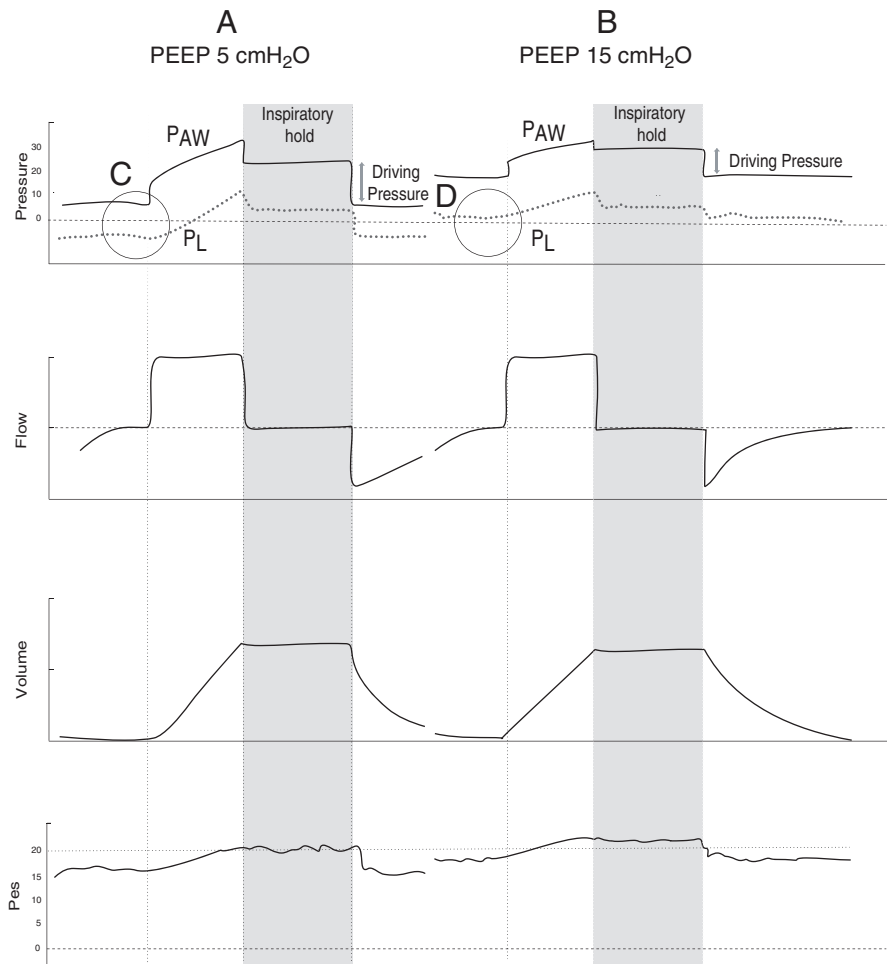 A
PEEP 5 cmH₂O
B
PEEP 15 cmH₂O
Inspiratory
hold
Inspiratory
hold
PAW
PAW
C
D
Driving
Pressure
Driving Pressure
PL
PL
Pressure
30
20
10
0
Flow
Volume
Pes
20
15
10
5
0